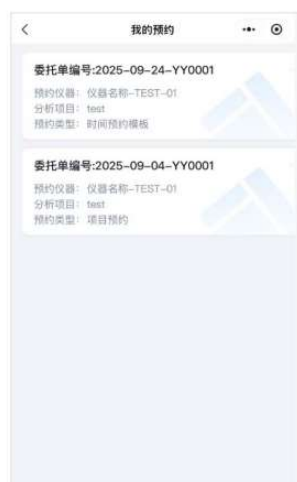 我的预约
委托单编号:2025-09-24-YY0001
预约仪器: 仪器名称-TEST-01
分析项目: test
预约类型: 时间预约模板
委托单编号:2025-09-04-YY0001
预约仪器: 仪器名称-TEST-01
分析项目: test
预约类型: 项目预约